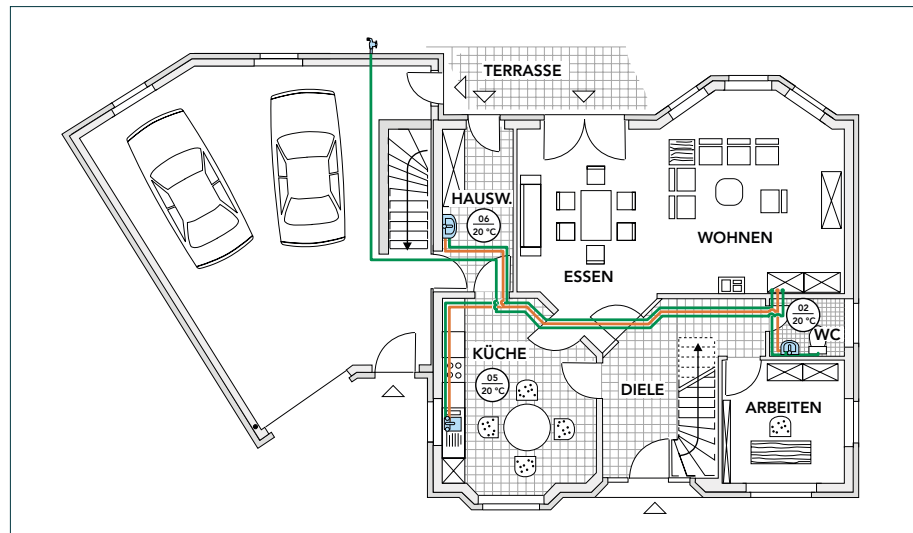 TERRASSE
HAUSW.
06
20 °C
WOHNEN
ESSEN
02
20 °C
WC
KÜCHE
05
20 °C
DIELE
ARBEITEN